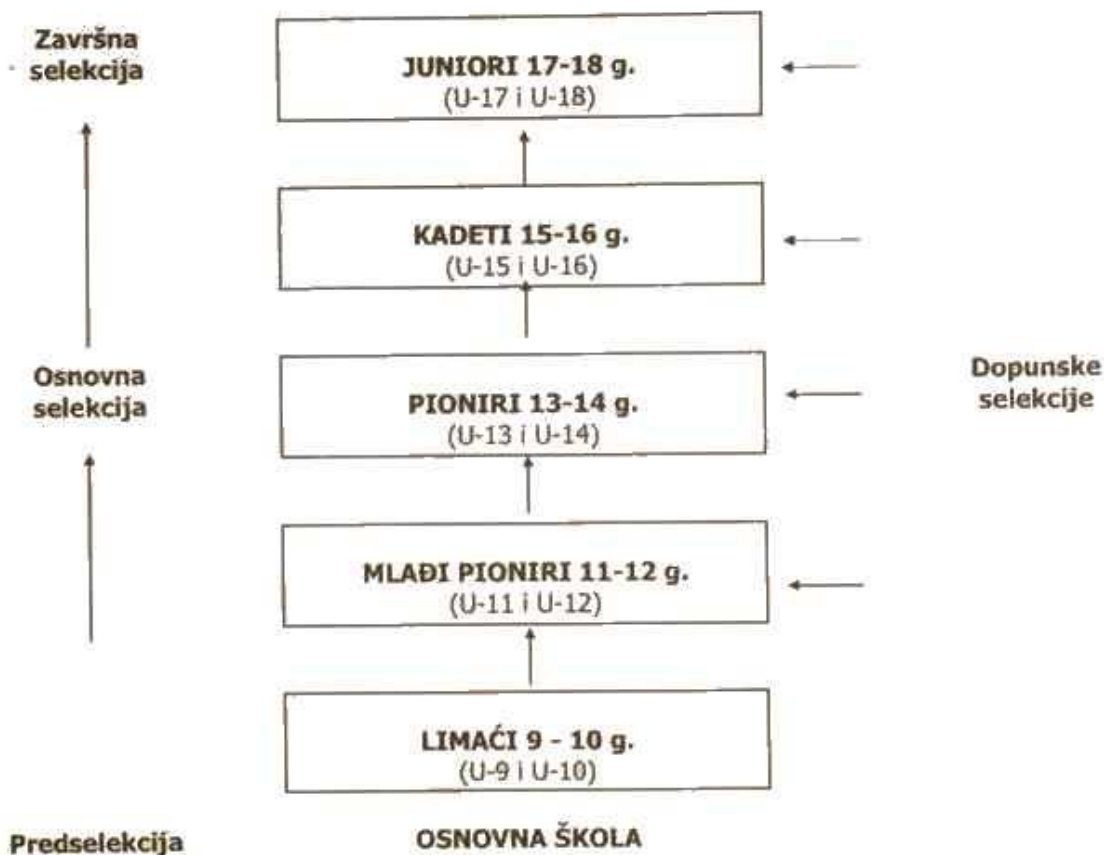 Završna
selekcija
JUNIORI 17-18 g.
(U-17 i U-18)
KADETI 15-16 g.
(U-15 i U-16)
Osnovna
selekcija
PIONIRI 13-14 g.
(U-13 i U-14)
Dopunske
selekcije
MLAĐI PIONIRI 11-12 g.
(U-11 i U-12)
LIMAĆI 9 - 10 g.
(U-9 i U-10)
Predselekcija
OSNOVNA ŠKOLA